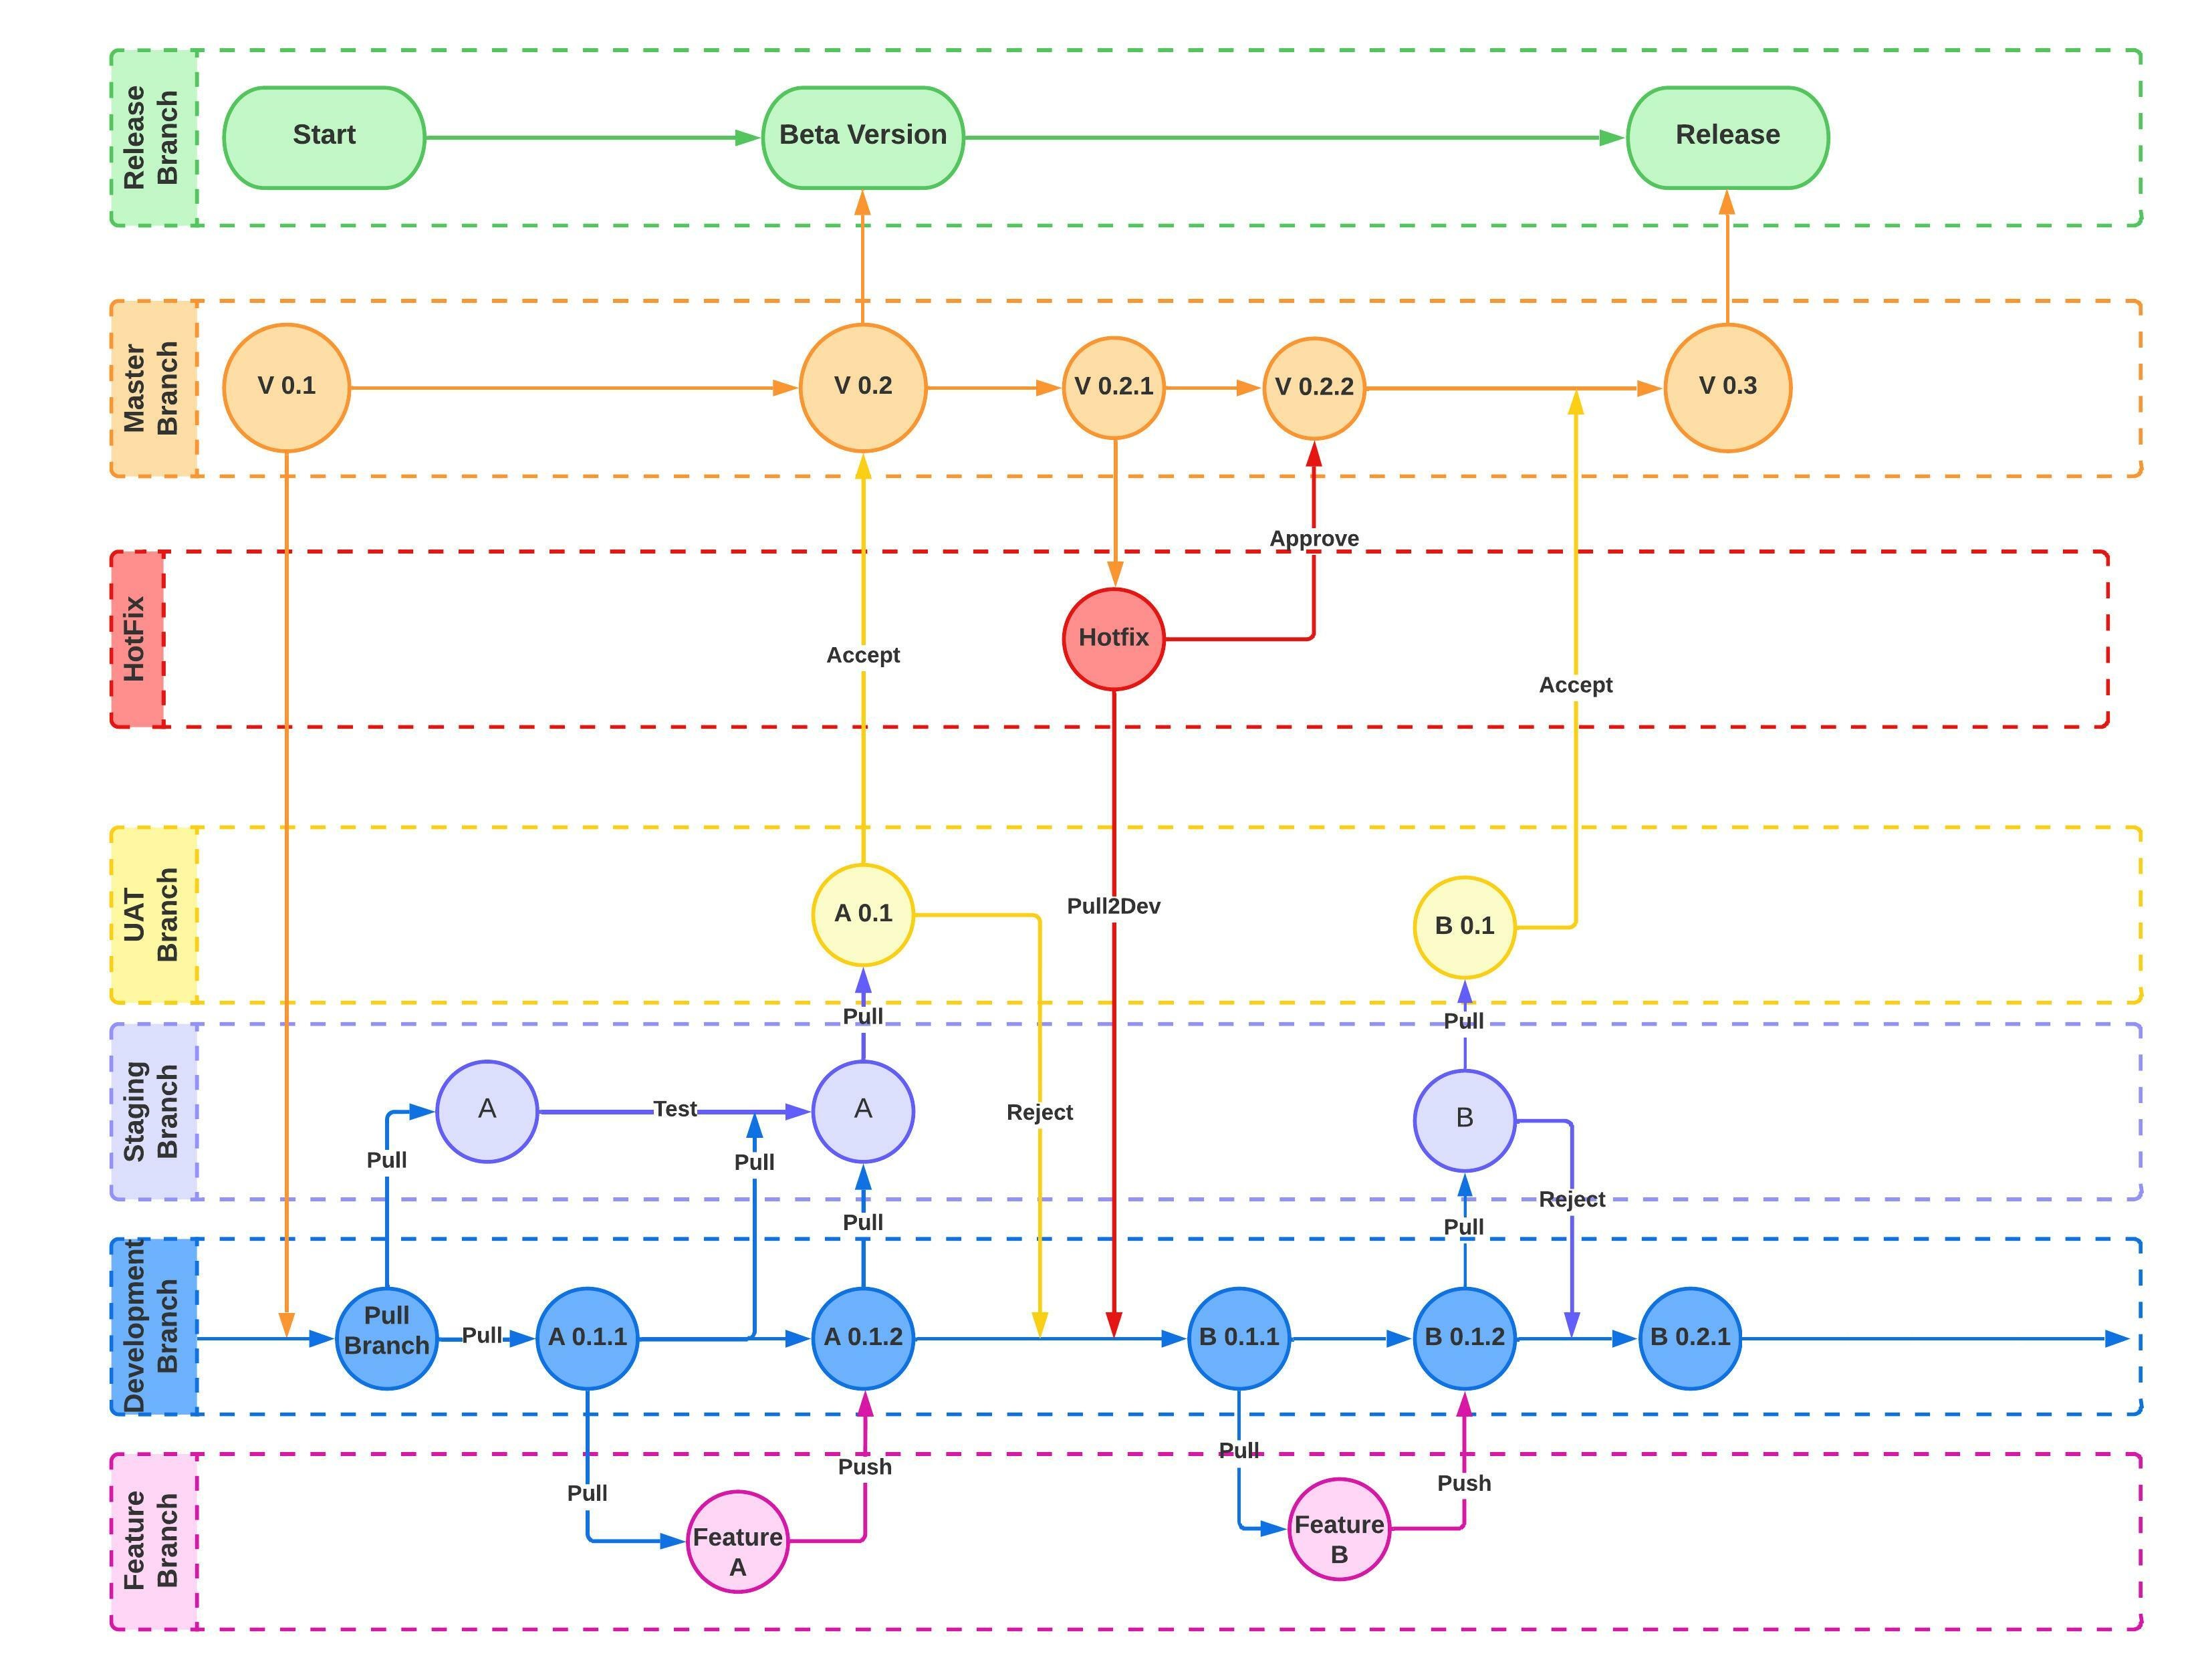 Release
Branch
Start
Beta Version
Release
Master
Branch
V 0.1
V 0.2
V 0.2.1
V 0.2.2
V 0.3
HotFix
Approve
Hotfix
Accept
Accept
UAT
Branch
A 0.1
Pull2Dev
B 0.1
Pull
Pull
Staging
Branch
A
Test
A
Reject
B
Pull
Pull
Reject
Pull
Pull
Development
Branch
Pull
Branch
Pull
A 0.1.1
A 0.1.2
B 0.1.1
B 0.1.2
B 0.2.1
Pull
Push
Pull
Push
Feature
Branch
Feature
A
Feature
B